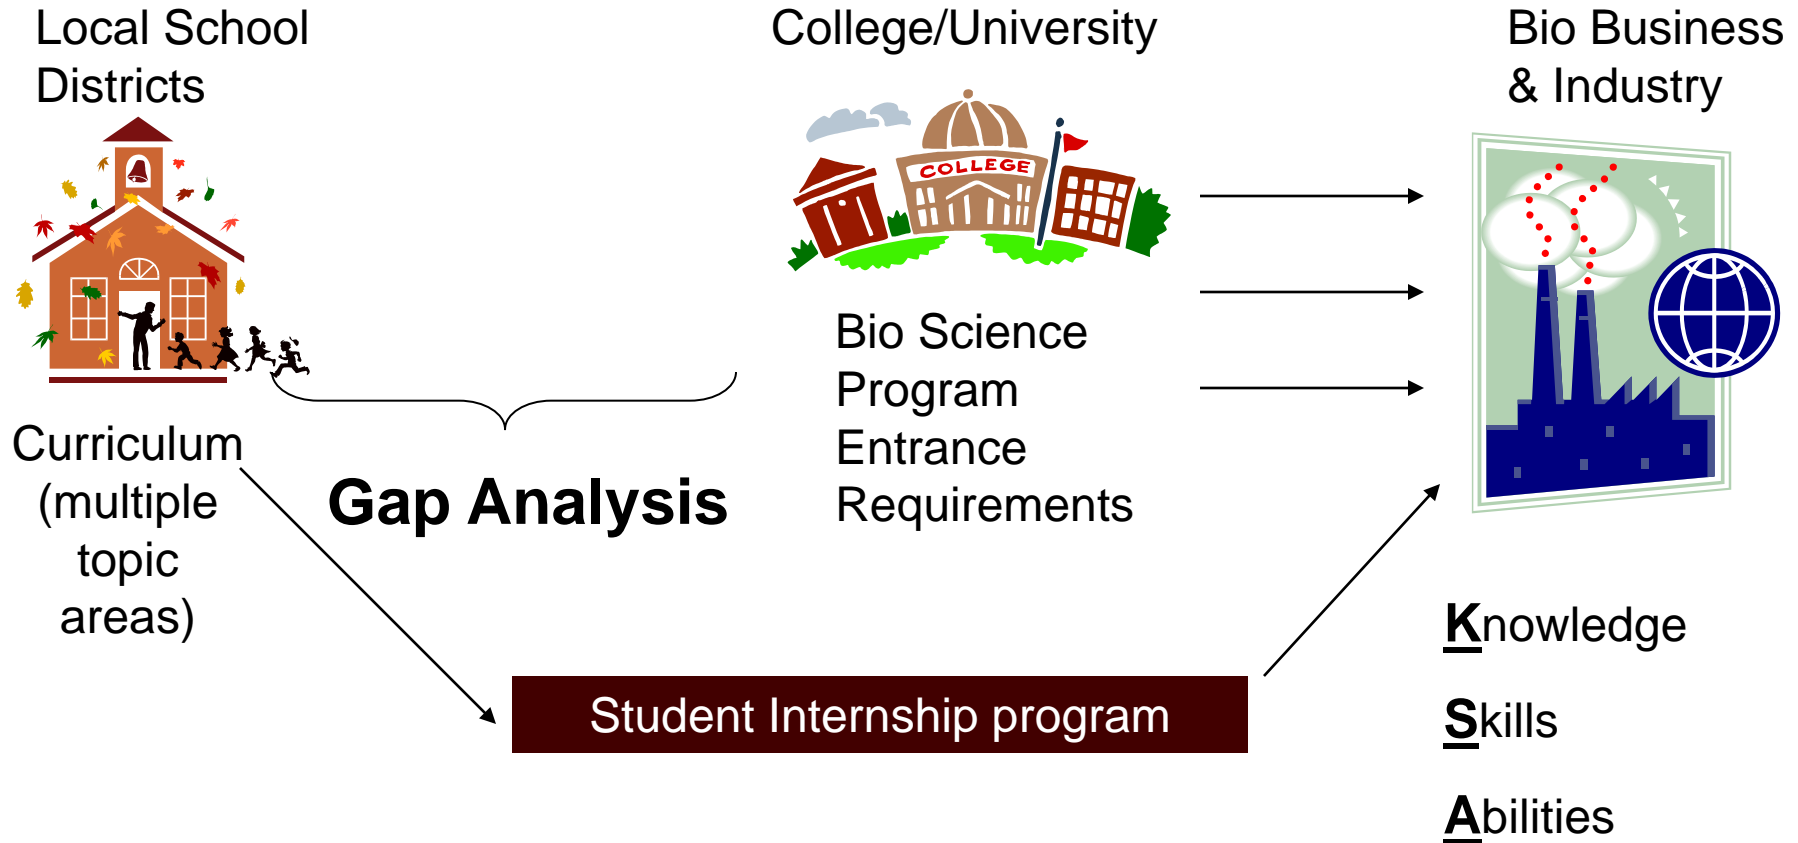 Local School
Districts
College/University
Bio Business
& Industry
COLLEGE
Bio Science
Program
Entrance
Requirements
Curriculum
(multiple
topic
areas)
Gap Analysis
Student Internship program
Knowledge
Skills
Abilities